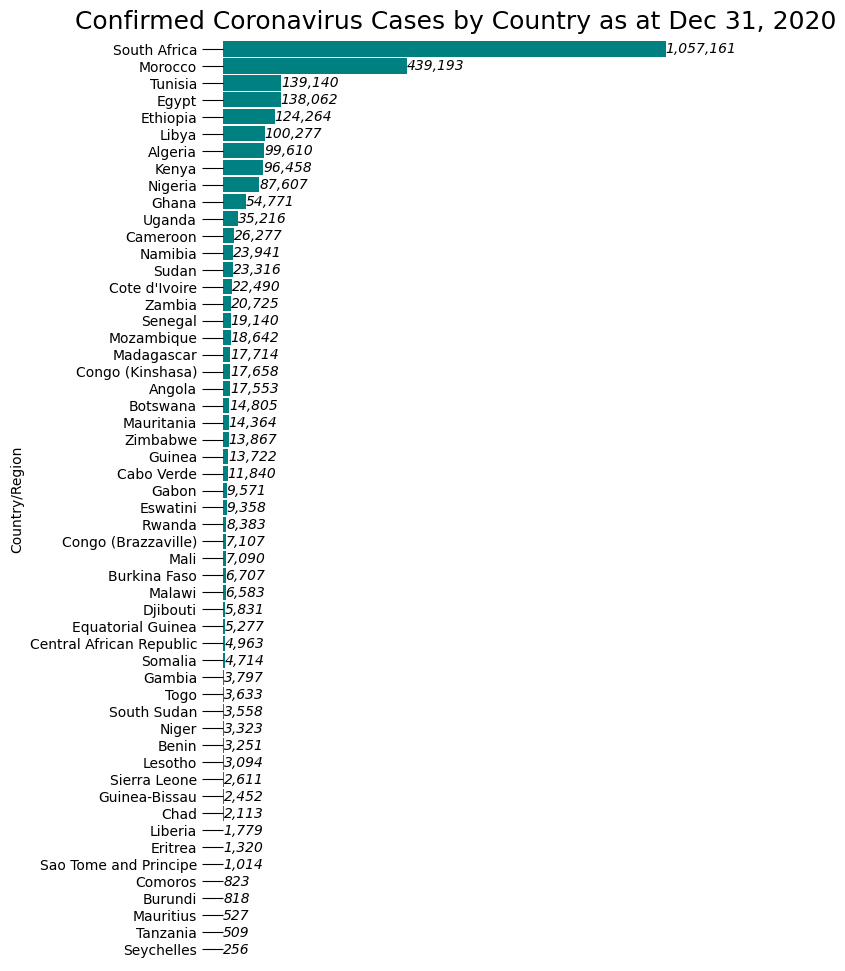 Confirmed Coronavirus Cases by Country as at Dec 31, 2020
South Africa 1,057,161
Morocco 439,193
Tunisia 139,140
Egypt 138,062
Ethiopia 124,264
Libya 100,277
Algeria 99,610
Kenya 96,458
Nigeria 87,607
Ghana 54,771
Uganda 35,216
Cameroon 26,277
Namibia 23,941
Sudan 23,316
Cote d'Ivoire 22,490
Zambia 20,725
Senegal 19,140
Mozambique 18,642
Madagascar 17,714
Congo (Kinshasa) 17,658
Angola 17,553
Botswana 14,805
Mauritania 14,364
Zimbabwe 13,867
Guinea 13,722
Cabo Verde 11,840
Gabon 9,571
Eswatini 9,358
Rwanda 8,383
Congo (Brazzaville) 7,107
Mali 7,090
Burkina Faso 6,707
Malawi 6,583
Djibouti 5,831
Equatorial Guinea 5,277
Central African Republic 4,963
Somalia 4,714
Gambia 3,797
Togo 3,633
South Sudan 3,558
Niger 3,323
Benin 3,251
Lesotho 3,094
Sierra Leone 2,611
Guinea-Bissau 2,452
Chad 2,113
Liberia 1,779
Eritrea 1,320
Sao Tome and Principe 1,014
Comoros 823
Burundi 818
Mauritius 527
Tanzania 509
Seychelles 256
Country/Region